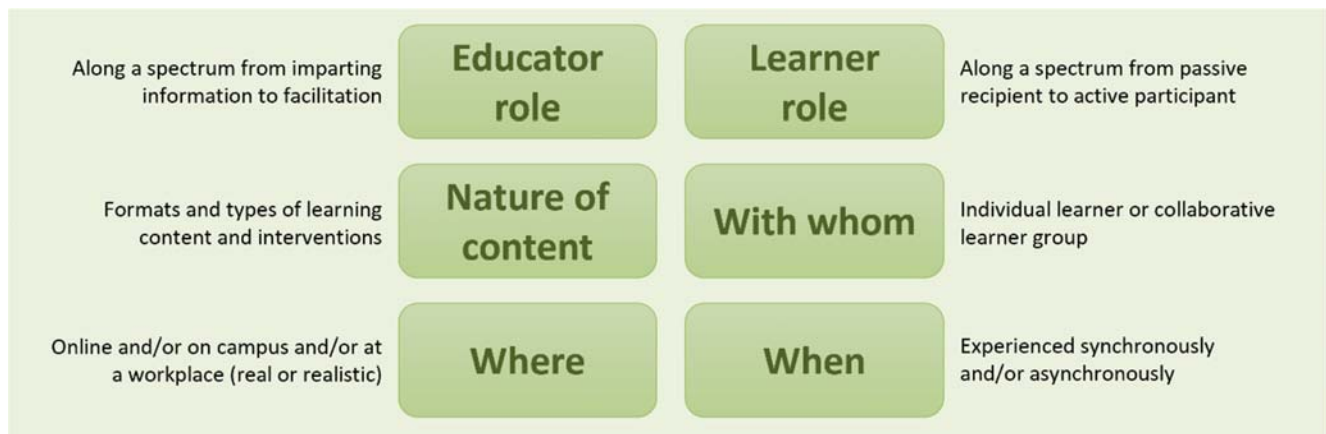 Along a spectrum from imparting
information to facilitation
Educator
role
Learner
role
Along a spectrum from passive
recipient to active participant
Formats and types of learning
content and interventions
Nature of
content
With whom
Individual learner or collaborative
learner group
Online and/or on campus and/or at
a workplace (real or realistic)
Where
When
Experienced synchronously
and/or asynchronously